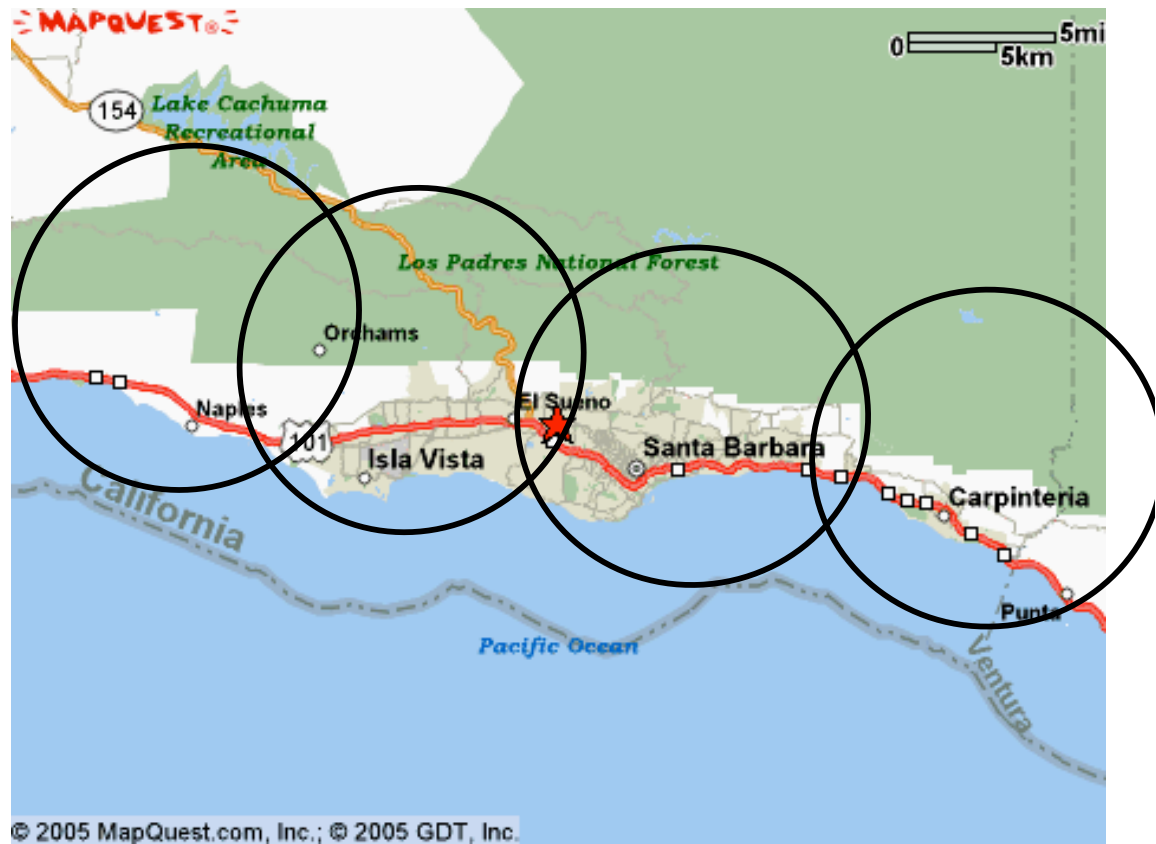 MAPQUEST®
0
5mi
5km
154
Lake Cachuma
Recreational
Area
Los Padres National Forest
Orchams
El Sueno
Naples
101
Isla Vista
Santa Barbara
California
Carpinteria
Punta
Pacific Ocean
Ventura
© 2005 MapQuest.com, Inc.; © 2005 GDT, Inc.